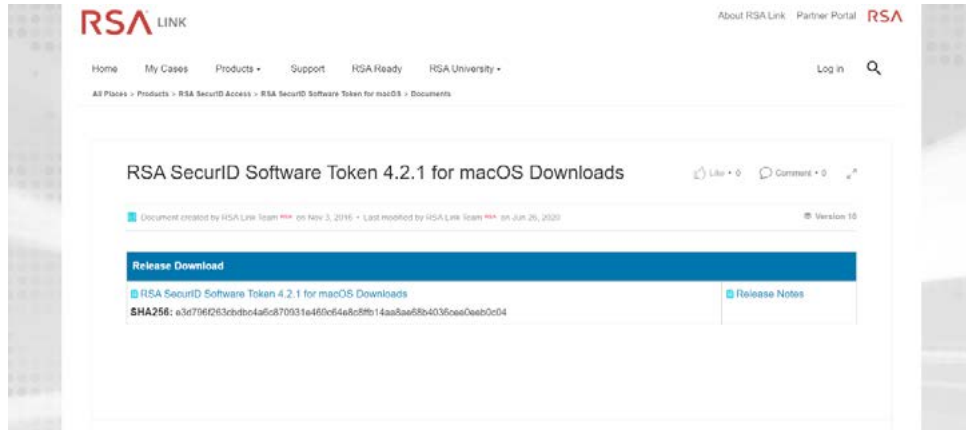 RSA LINK
About RSA Link Partner Portal RSA
Home My Cases Products Support RSA Ready RSA University Log in
All Places > Products > RSA SecurID Access > RSA SecurID Software Token for macOS > Documents
RSA SecurID Software Token 4.2.1 for macOS Downloads
Like • 0 Comment • 0
Document created by RSA Link Team on Nov 3, 2016 • Last modified by RSA Link Team on Jun 26, 2020
Version 18
Release Download
RSA SecurID Software Token 4.2.1 for macOS Downloads
Release Notes
SHA256: